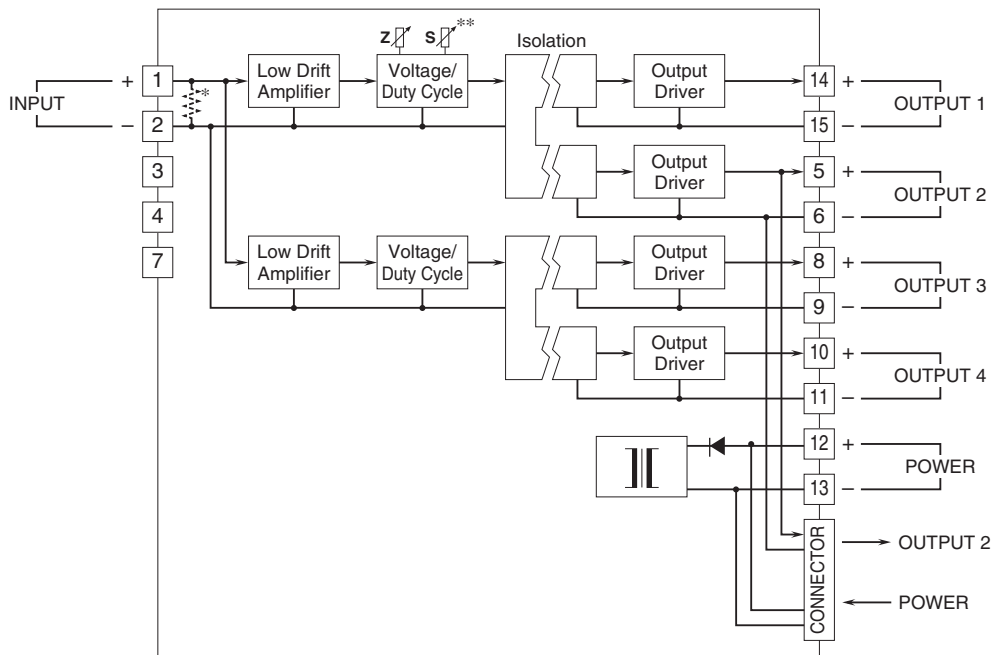 Z S **
Isolation
+ 1 * Low Drift Amplifier Voltage/ Duty Cycle Output Driver 14 +
INPUT OUTPUT 1
− 2 15 −
3 Output Driver 5 +
OUTPUT 2
4 6 −
7 Low Drift Amplifier Voltage/ Duty Cycle Output Driver 8 +
OUTPUT 3
9 −
Output Driver 10 +
OUTPUT 4
11 −
12 +
POWER
13 −
CONNECTOR
OUTPUT 2
POWER